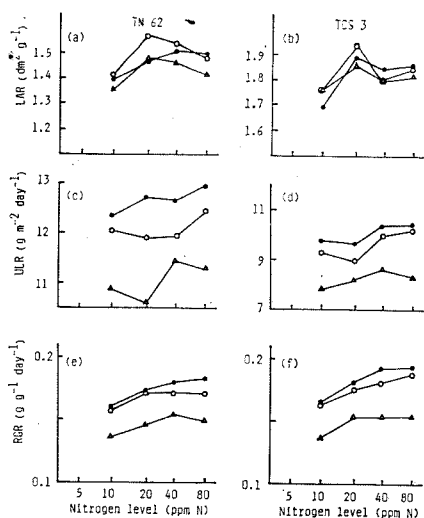 TN 62
TCS 3
(a)
(b)
LAR (dm² g⁻¹)
1.5
1.4
1.3
1.2
1.9
1.8
1.7
1.6
(c)
(d)
ULR (g m⁻² day⁻¹)
13
12
11
11
9
7
(e)
(f)
RGR (g g⁻¹ day⁻¹)
0.2
0.1
0.2
0.1
5 10 20 40 80
5 10 20 40 80
Nitrogen level (ppm N)
Nitrogen level (ppm N)